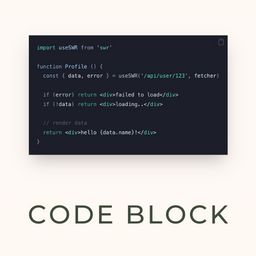 import useSWR from 'swr'
function Profile () {
const { data, error } = useSWR('/api/user/123', fetcher)
if (error) return <div>failed to load</div>
if (!data) return <div>loading..</div>
// render data
return <div>hello {data.name}!</div>
}
CODE BLOCK